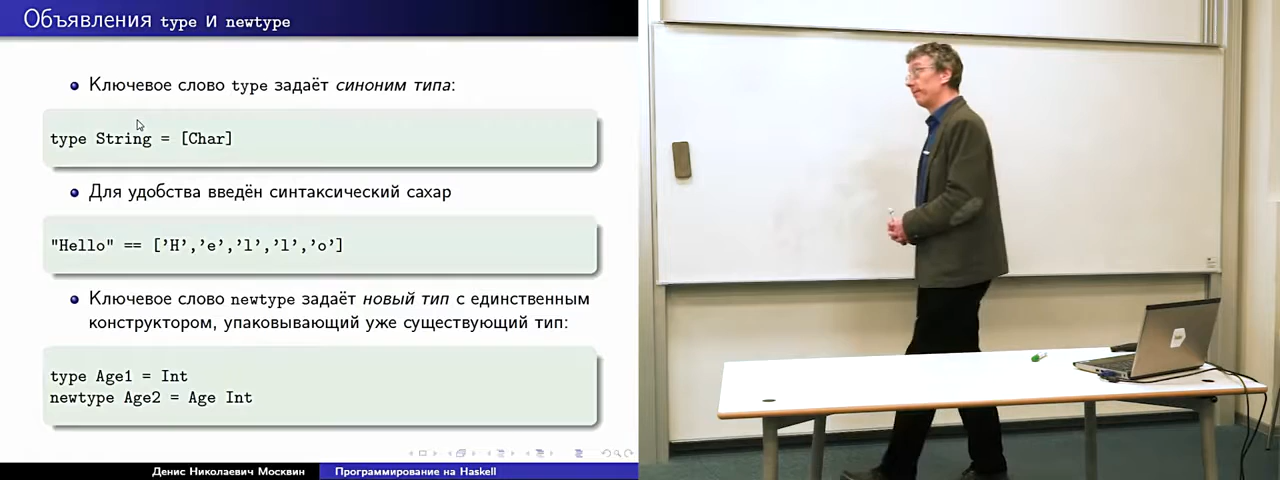 Объявления type и newtype
Ключевое слово type задаёт синоним типа:
type String = [Char]
Для удобства введён синтаксический сахар
"Hello" == ['H','e','l','l','o']
Ключевое слово newtype задаёт новый тип с единственным
конструктором, упаковывающий уже существующий тип:
type Age1 = Int
newtype Age2 = Age Int
Денис Николаевич Москвин
Программирование на Haskell